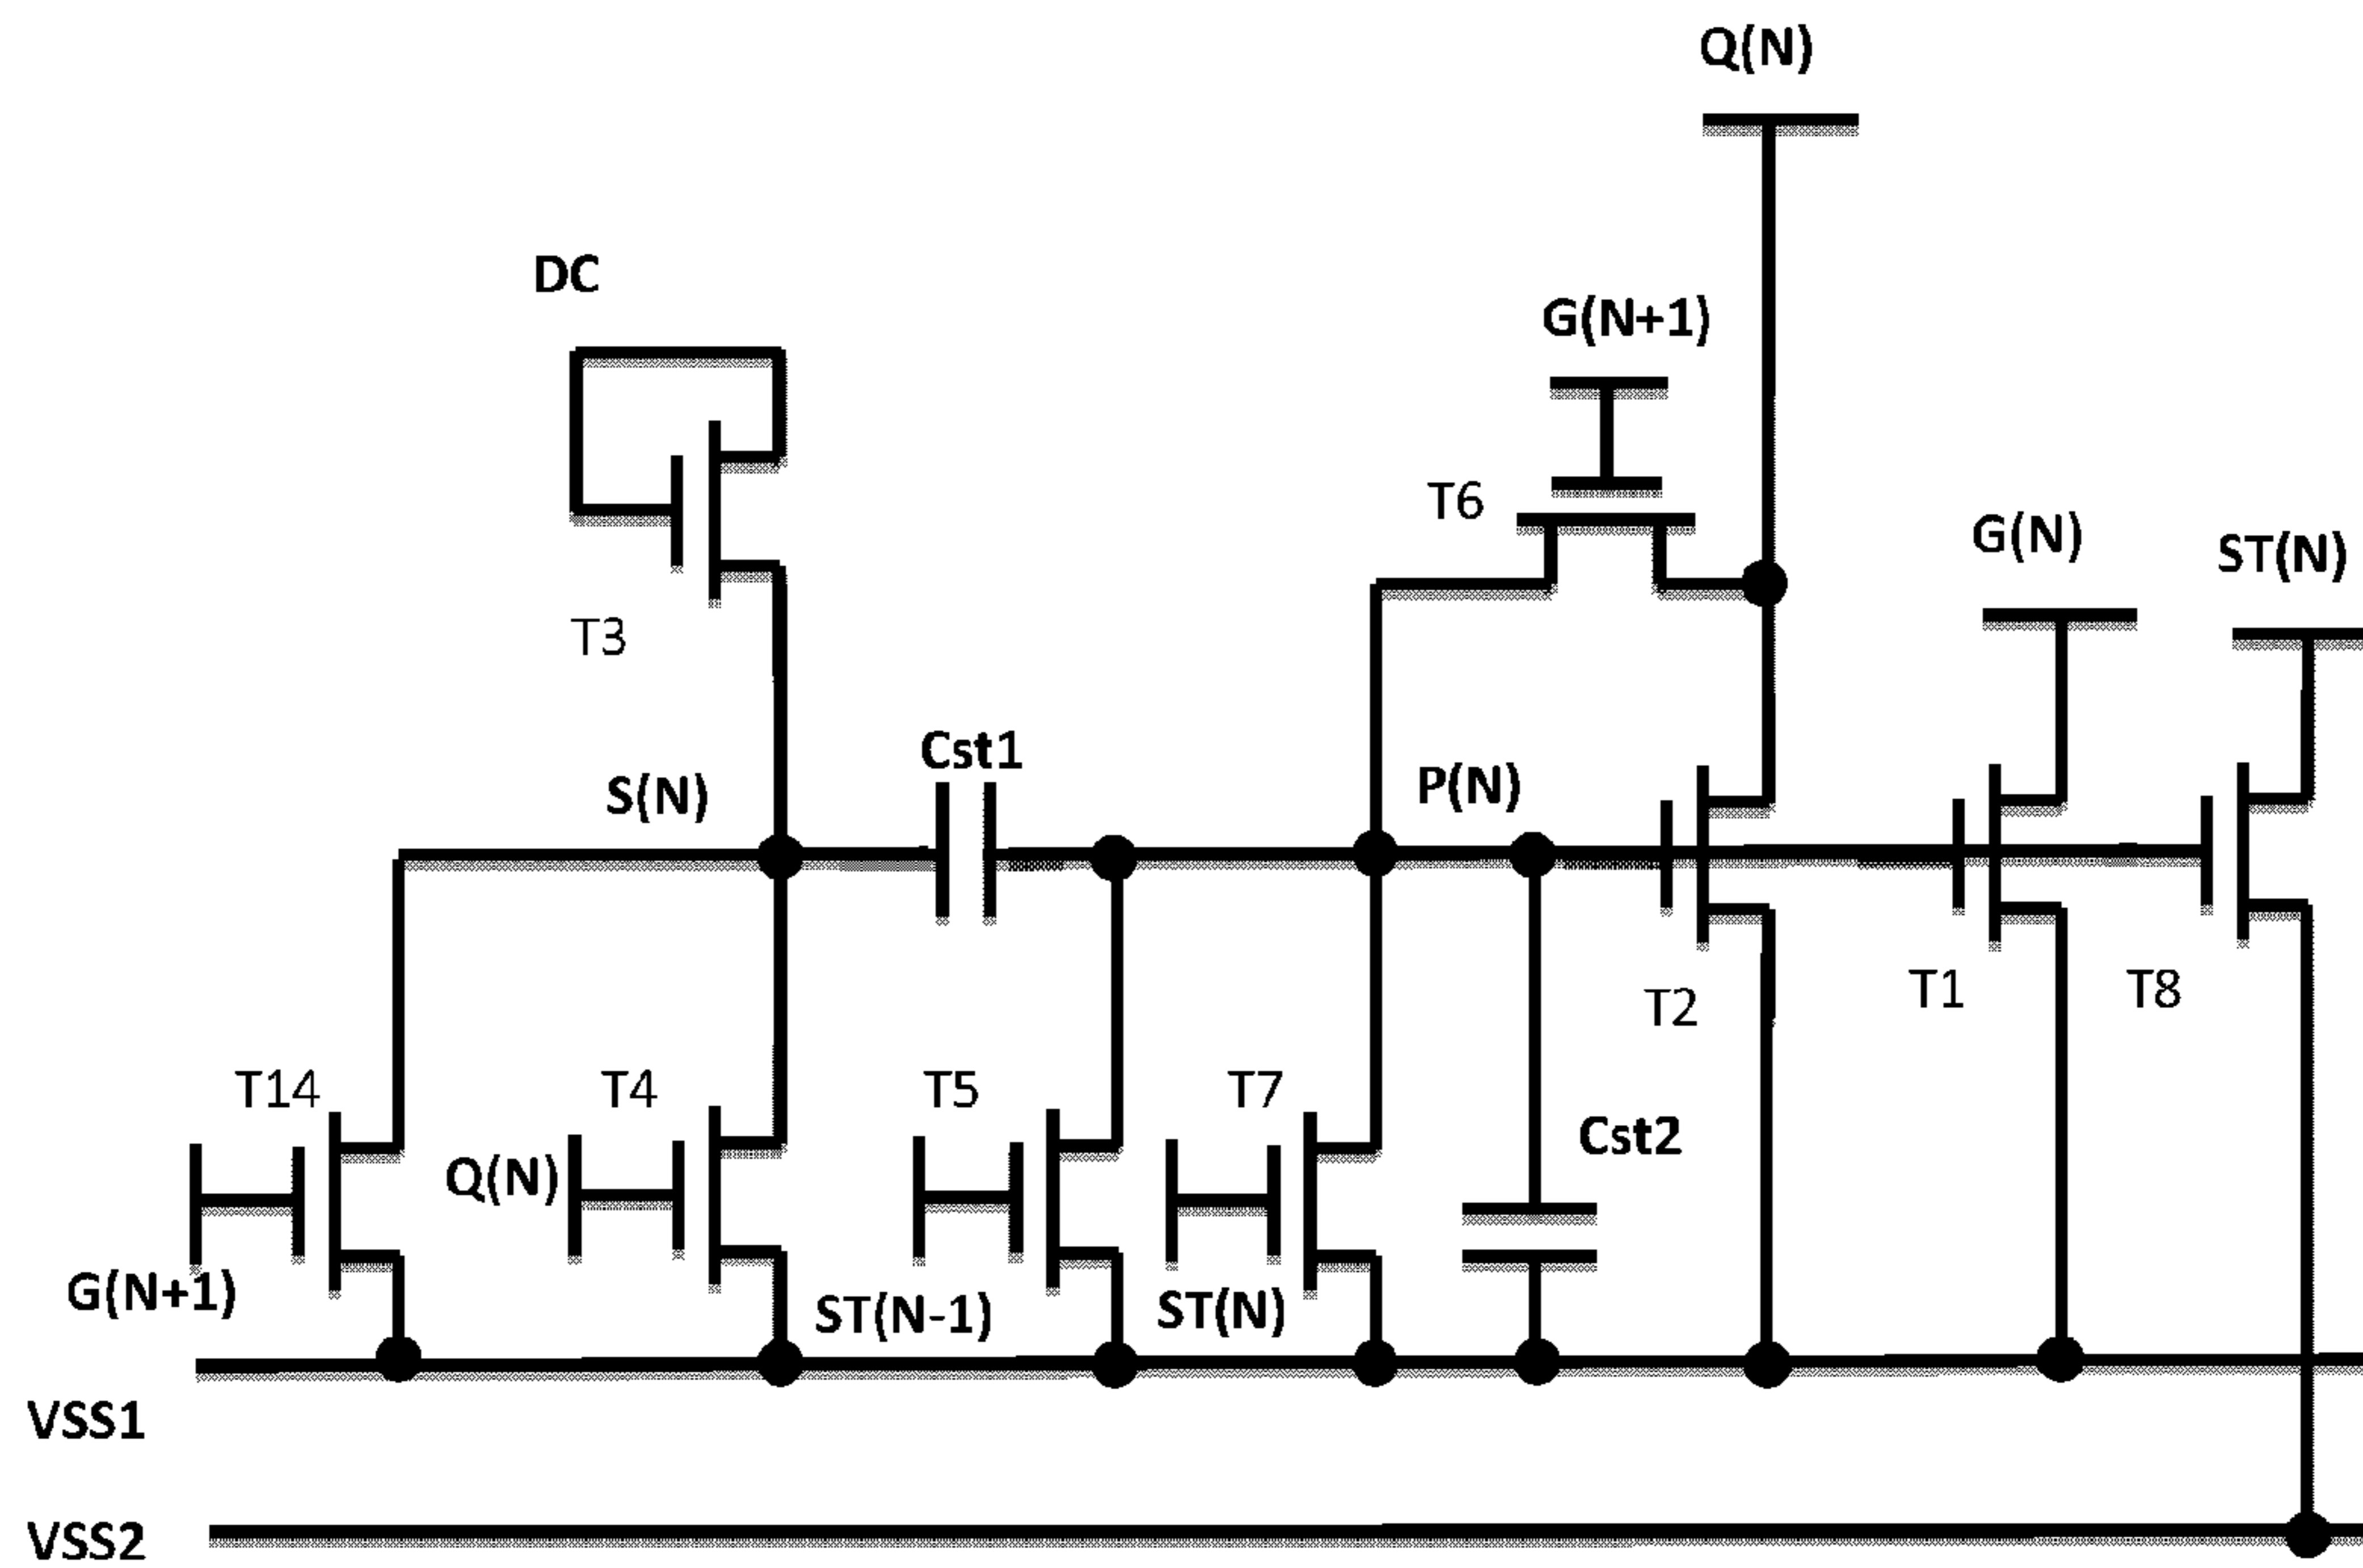 Q(N)
DC
G(N+1)
T6
G(N)
ST(N)
T3
Cst1
S(N)
P(N)
T2
T1
T8
T14
T4
T5
T7
Cst2
Q(N)
G(N+1)
ST(N-1)
ST(N)
VSS1
VSS2